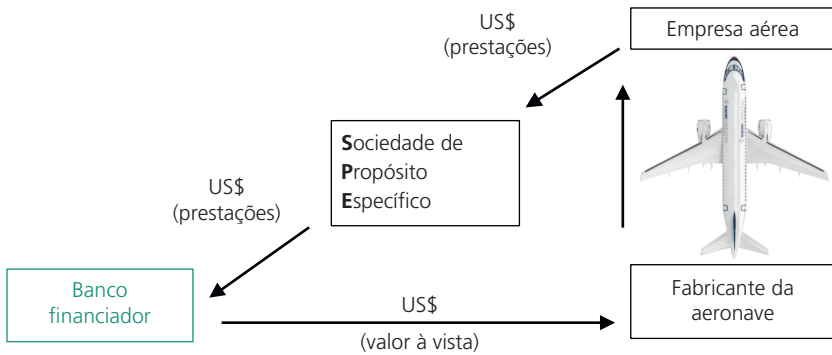 US$
(prestações)
Empresa aérea
Sociedade de
Propósito
Específico
US$
(prestações)
Banco
financiador
US$
(valor à vista)
Fabricante da
aeronave